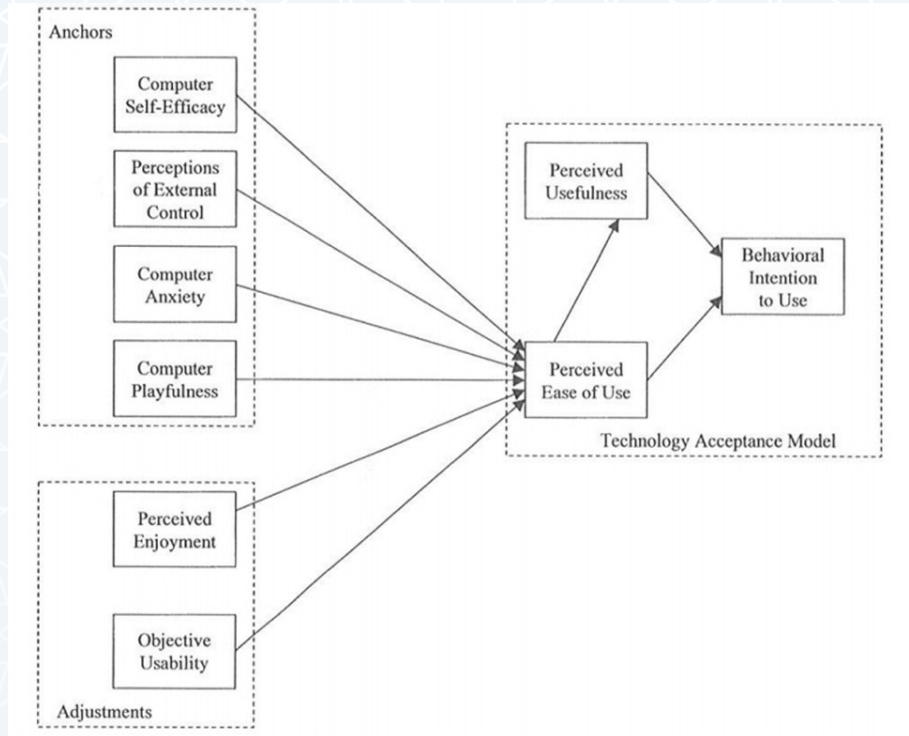 Anchors
Computer
Self-Efficacy
Perceptions
of External
Control
Computer
Anxiety
Computer
Playfulness
Perceived
Usefulness
Behavioral
Intention
to Use
Perceived
Ease of Use
Technology Acceptance Model
Perceived
Enjoyment
Objective
Usability
Adjustments